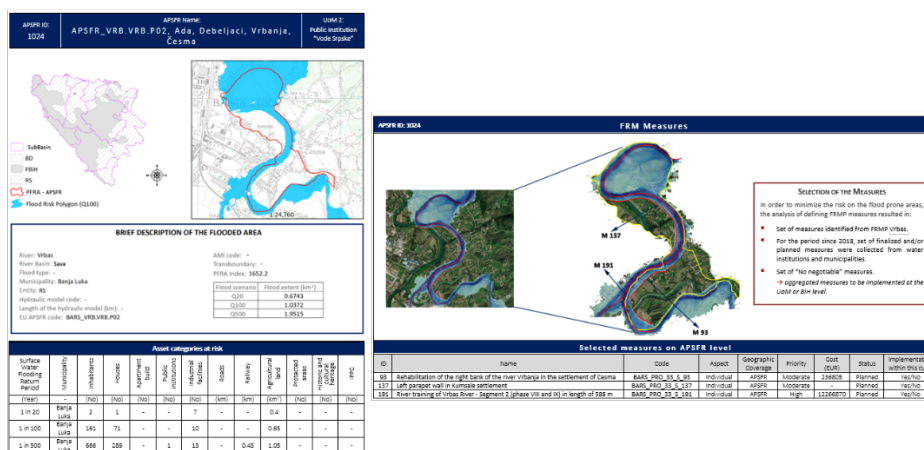 APSFR ID:
1024
APSFR Name:
APSFR_VRB.VRB.P02, Ada, Debeljaci, Vrbanja,
Česma
UoM 2:
Public Institution
"Vode Srpske"
SubBasin
BD
FBiH
RS
PFRA - APSFR
Flood Risk Polygon (Q100)
BANJA LUKA
Česma
1:24,760
BRIEF DESCRIPTION OF THE FLOODED AREA
River: Vrbas
River Basin: Sava
Flood type: -
Municipality: Banja Luka
Entity: RS
Hydraulic model code: -
Length of the hydraulic model (km): -
EU APSFR code: BARS_VRB.VRB.P02
AMI code: -
Transboundary: -
PFRA Index: 1652.2
Flood scenario Flood extent (km²)
Q20 0.6743
Q100 1.0372
Q500 1.9515
Asset categories at risk
Surface Water Flooding Return Period Municipality Inhabitants Houses Apartment build Public institutions Industrial facilities Roads Railway Agricultural land Protected areas Historic and cultural heritage IPPC
(Year) (No) (No) (No) (No) (No) (km) (km) (km²) (No) (No) (No)
1 in 20 Banja Luka 2 1 - - 7 - - 0.4 - - -
1 in 100 Banja Luka 161 71 - - 10 - - 0.65 - - -
1 in 500 Banja Luka 666 289 - 1 13 - 0.43 1.05 - - -
APSFR ID: 1024
FRM Measures
M 137
M 191
M 93
SELECTION OF THE MEASURES
In order to minimize the risk on the flood prone areas,
the analysis of defining FRMP measures resulted in:
Set of measures identified from FRMP Vrbas.
For the period since 2018, set of finalized and/or
planned measures were collected from water
institutions and municipalities.
Set of "No negotiable" measures.
→ aggregated measures to be implemented at the
UoM or BIH level.
Selected measures on APSFR level
ID Name Code Aspect Geographic Coverage Priority Cost (EUR) Status Implementat within this cy
93 Rehabilitation of the right bank of the river Vrbanja in the settlement of Cesma BARS_PRO_33_S_93 Individual APSFR Moderate 236805 Planned Yes/No
137 Left parapet wall in Kumsale settlement BARS_PRO_33_S_137 Individual APSFR Moderate - Planned Yes/No
191 River training of Vrbas River - Segment 2 (phase VIII and IX) in length of 588 m BARS_PRO_33_S_191 Individual APSFR High 12266870 Planned Yes/No